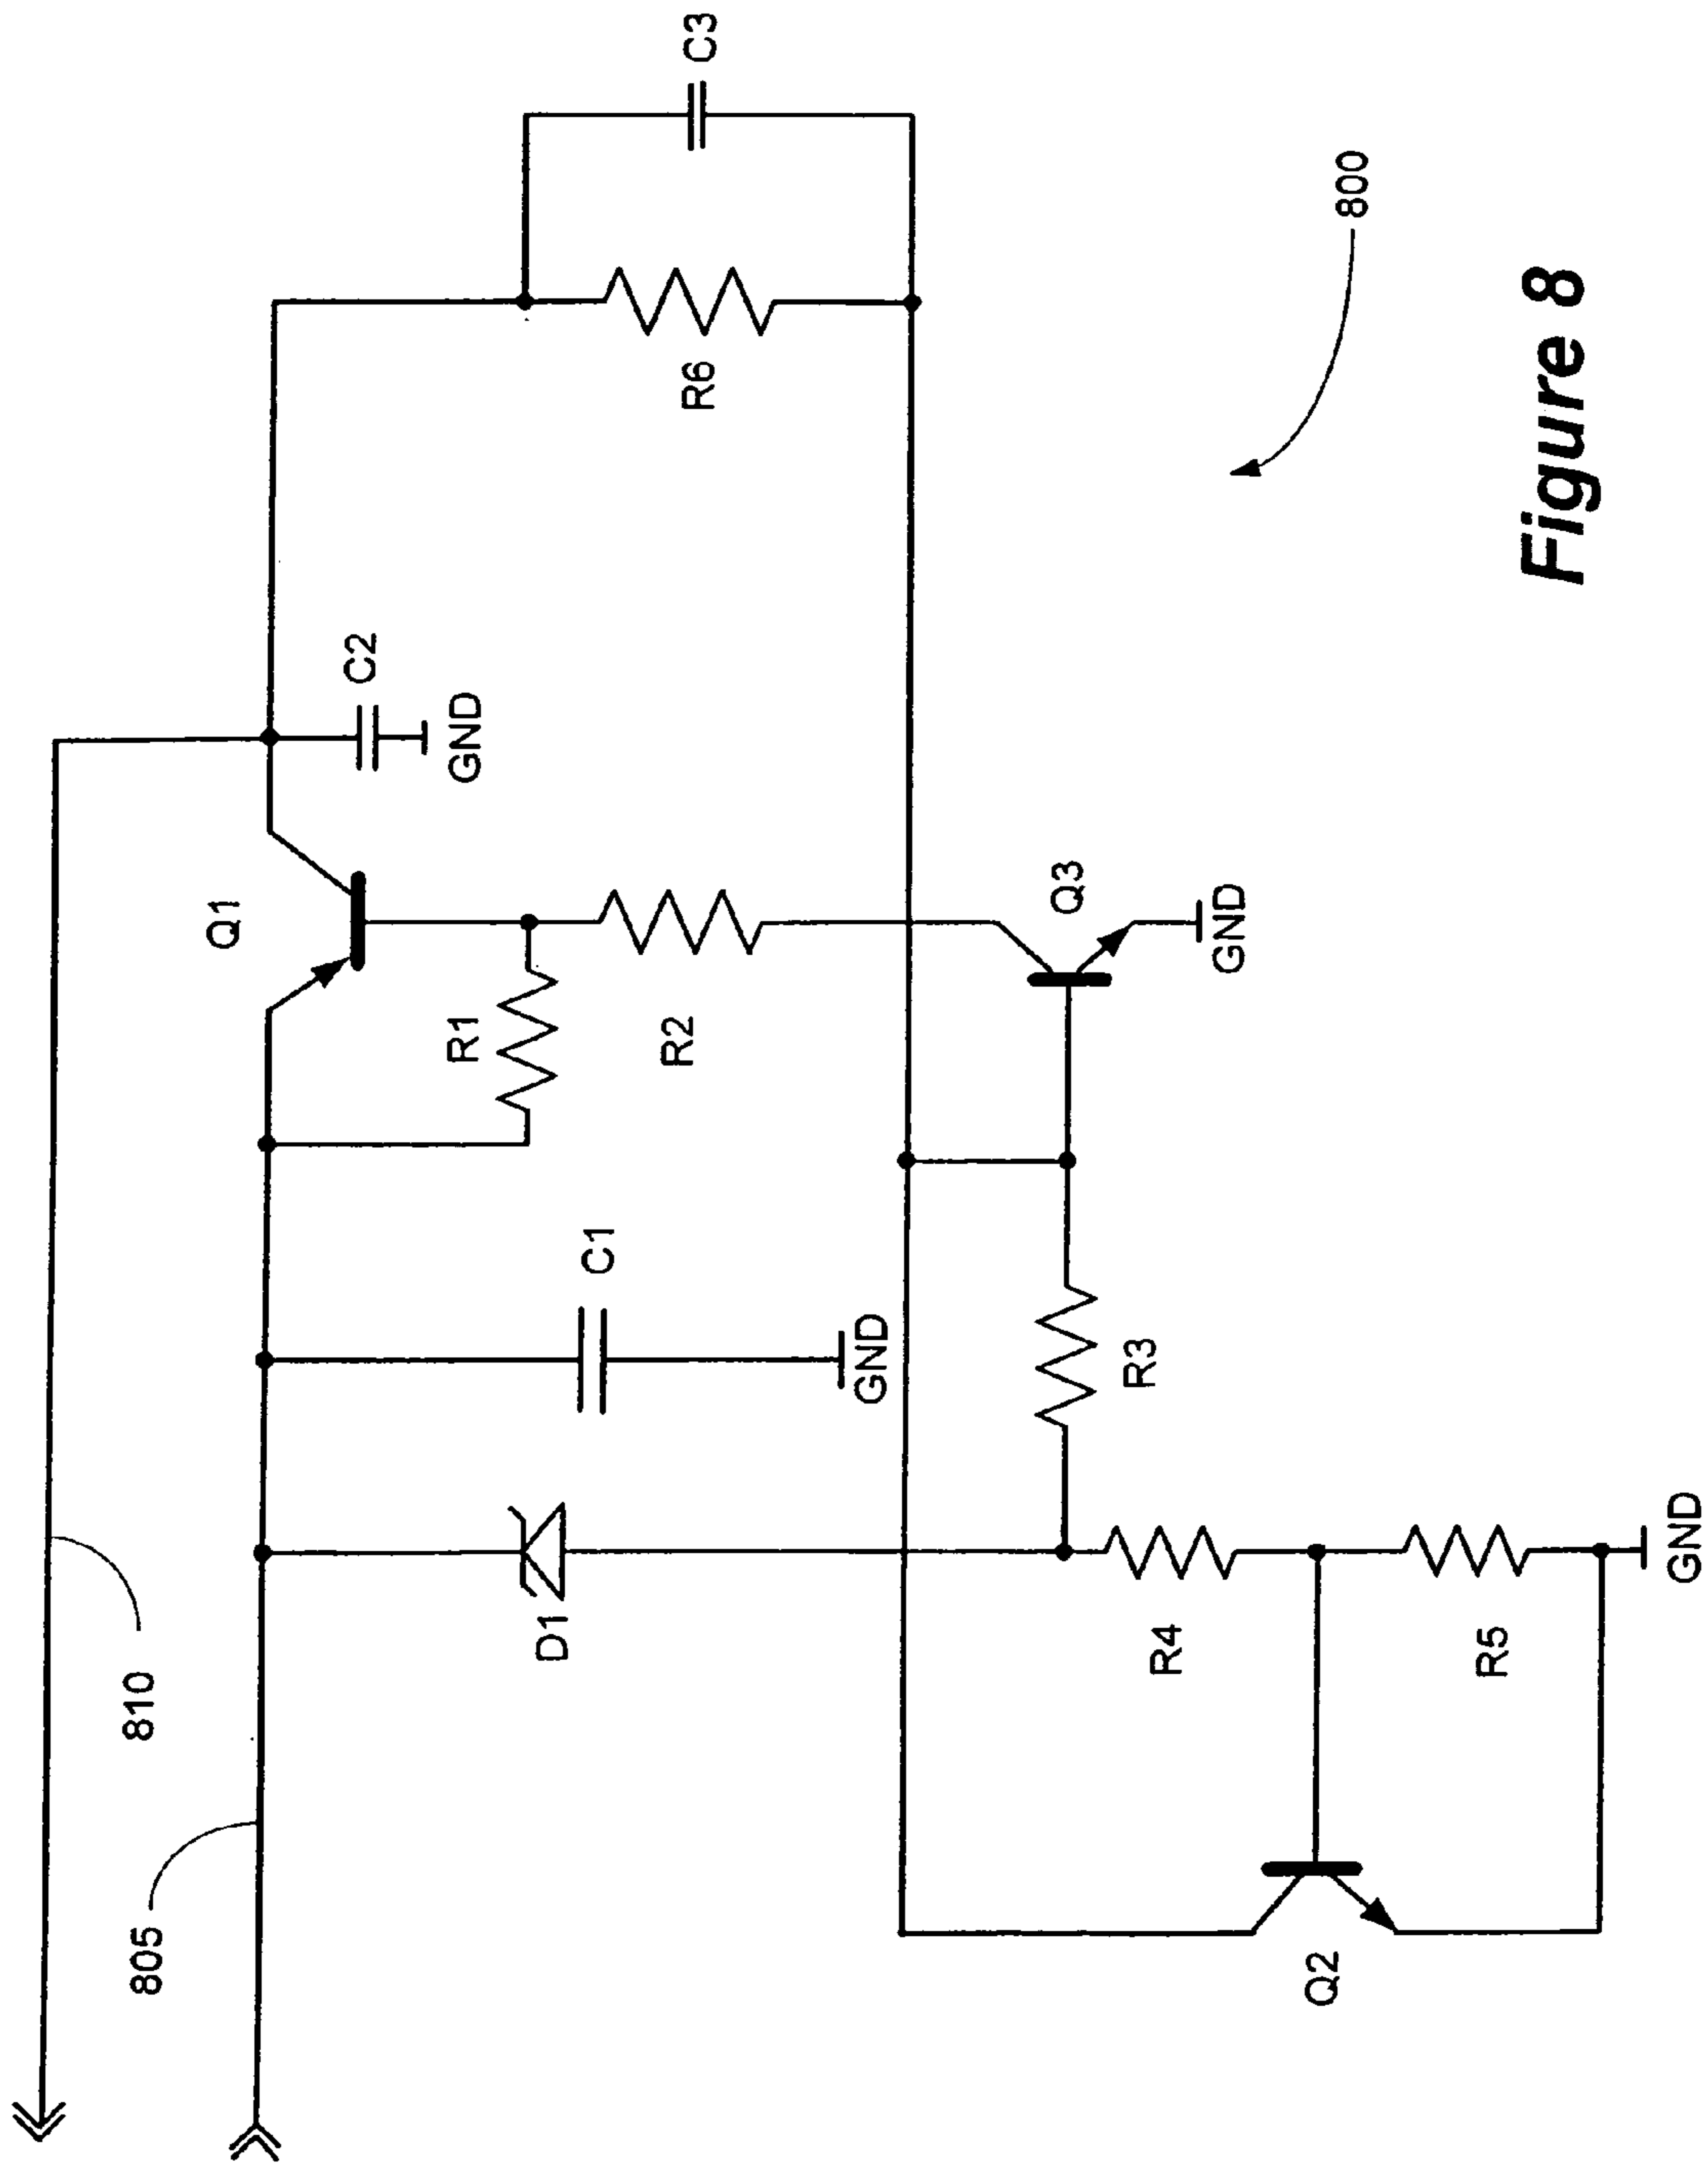 810
805
Q1
C2
GND
C3
R6
R1
R2
C1
GND
D1
Q3
GND
R3
R4
R5
Q2
GND
800
Figure 8